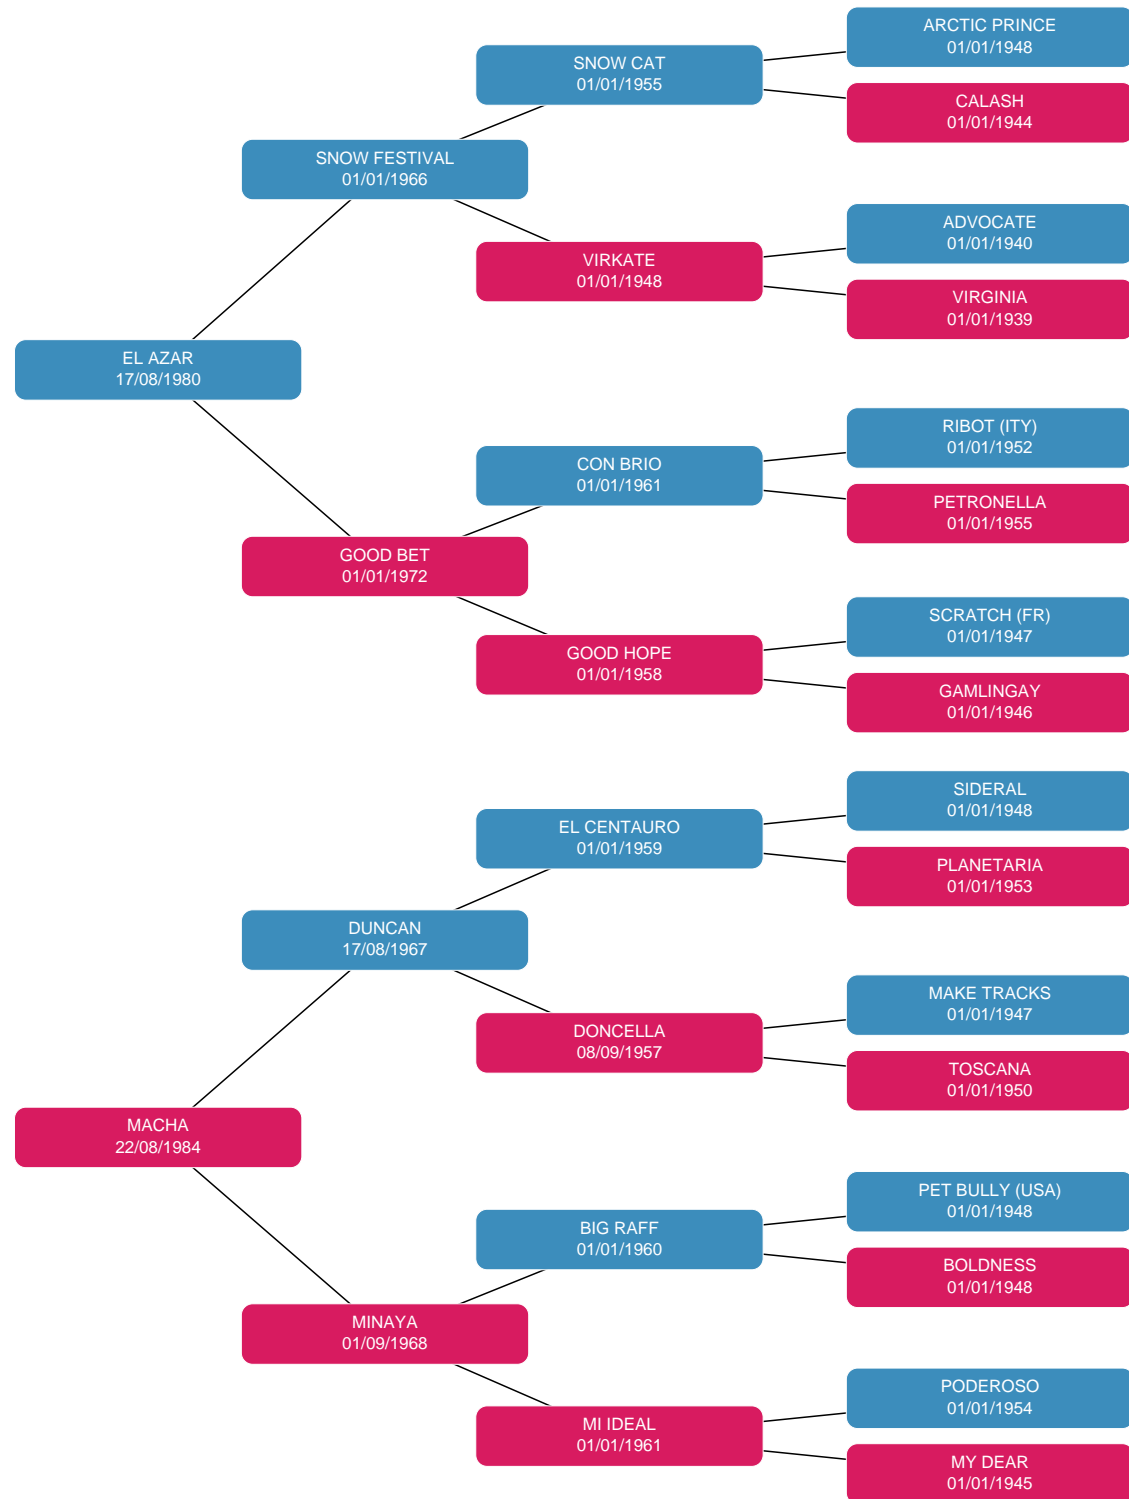 ARCTIC PRINCE
01/01/1948
SNOW CAT
01/01/1955
CALASH
01/01/1944
SNOW FESTIVAL
01/01/1966
ADVOCATE
01/01/1940
VIRKATE
01/01/1948
VIRGINIA
01/01/1939
EL AZAR
17/08/1980
RIBOT (ITY)
01/01/1952
CON BRIO
01/01/1961
PETRONELLA
01/01/1955
GOOD BET
01/01/1972
SCRATCH (FR)
01/01/1947
GOOD HOPE
01/01/1958
GAMLINGAY
01/01/1946
SIDERAL
01/01/1948
EL CENTAURO
01/01/1959
PLANETARIA
01/01/1953
DUNCAN
17/08/1967
MAKE TRACKS
01/01/1947
DONCELLA
08/09/1957
TOSCANA
01/01/1950
MACHA
22/08/1984
PET BULLY (USA)
01/01/1948
BIG RAFF
01/01/1960
BOLDNESS
01/01/1948
MINAYA
01/09/1968
PODEROSO
01/01/1954
MI IDEAL
01/01/1961
MY DEAR
01/01/1945